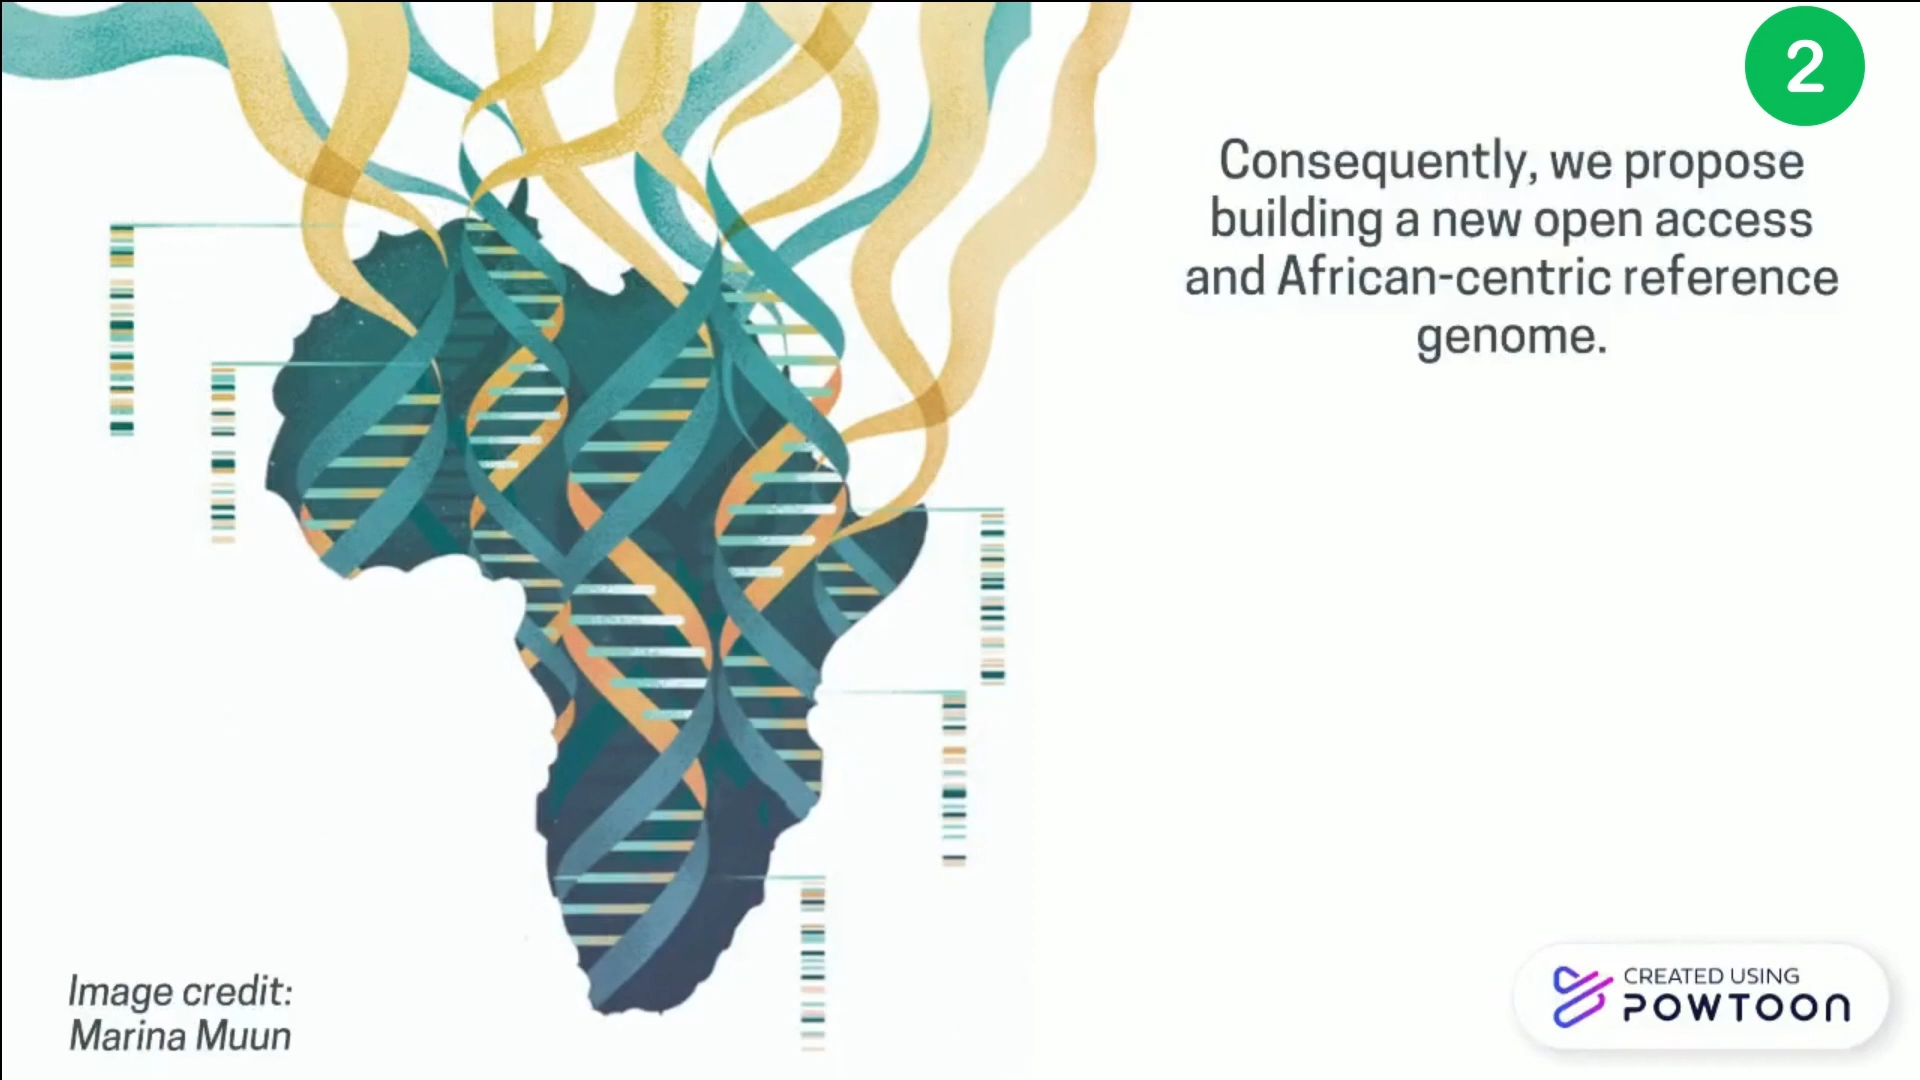 2
Consequently, we propose
building a new open access
and African-centric reference
genome.
Image credit:
Marina Muun
CREATED USING
POWTOON